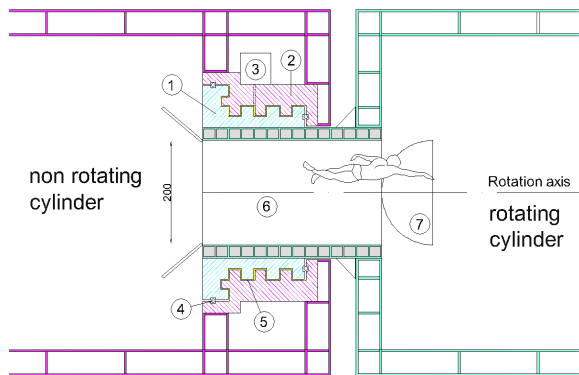 1
3
2
non rotating
cylinder
200
6
Rotation axis
rotating
cylinder
7
4
5